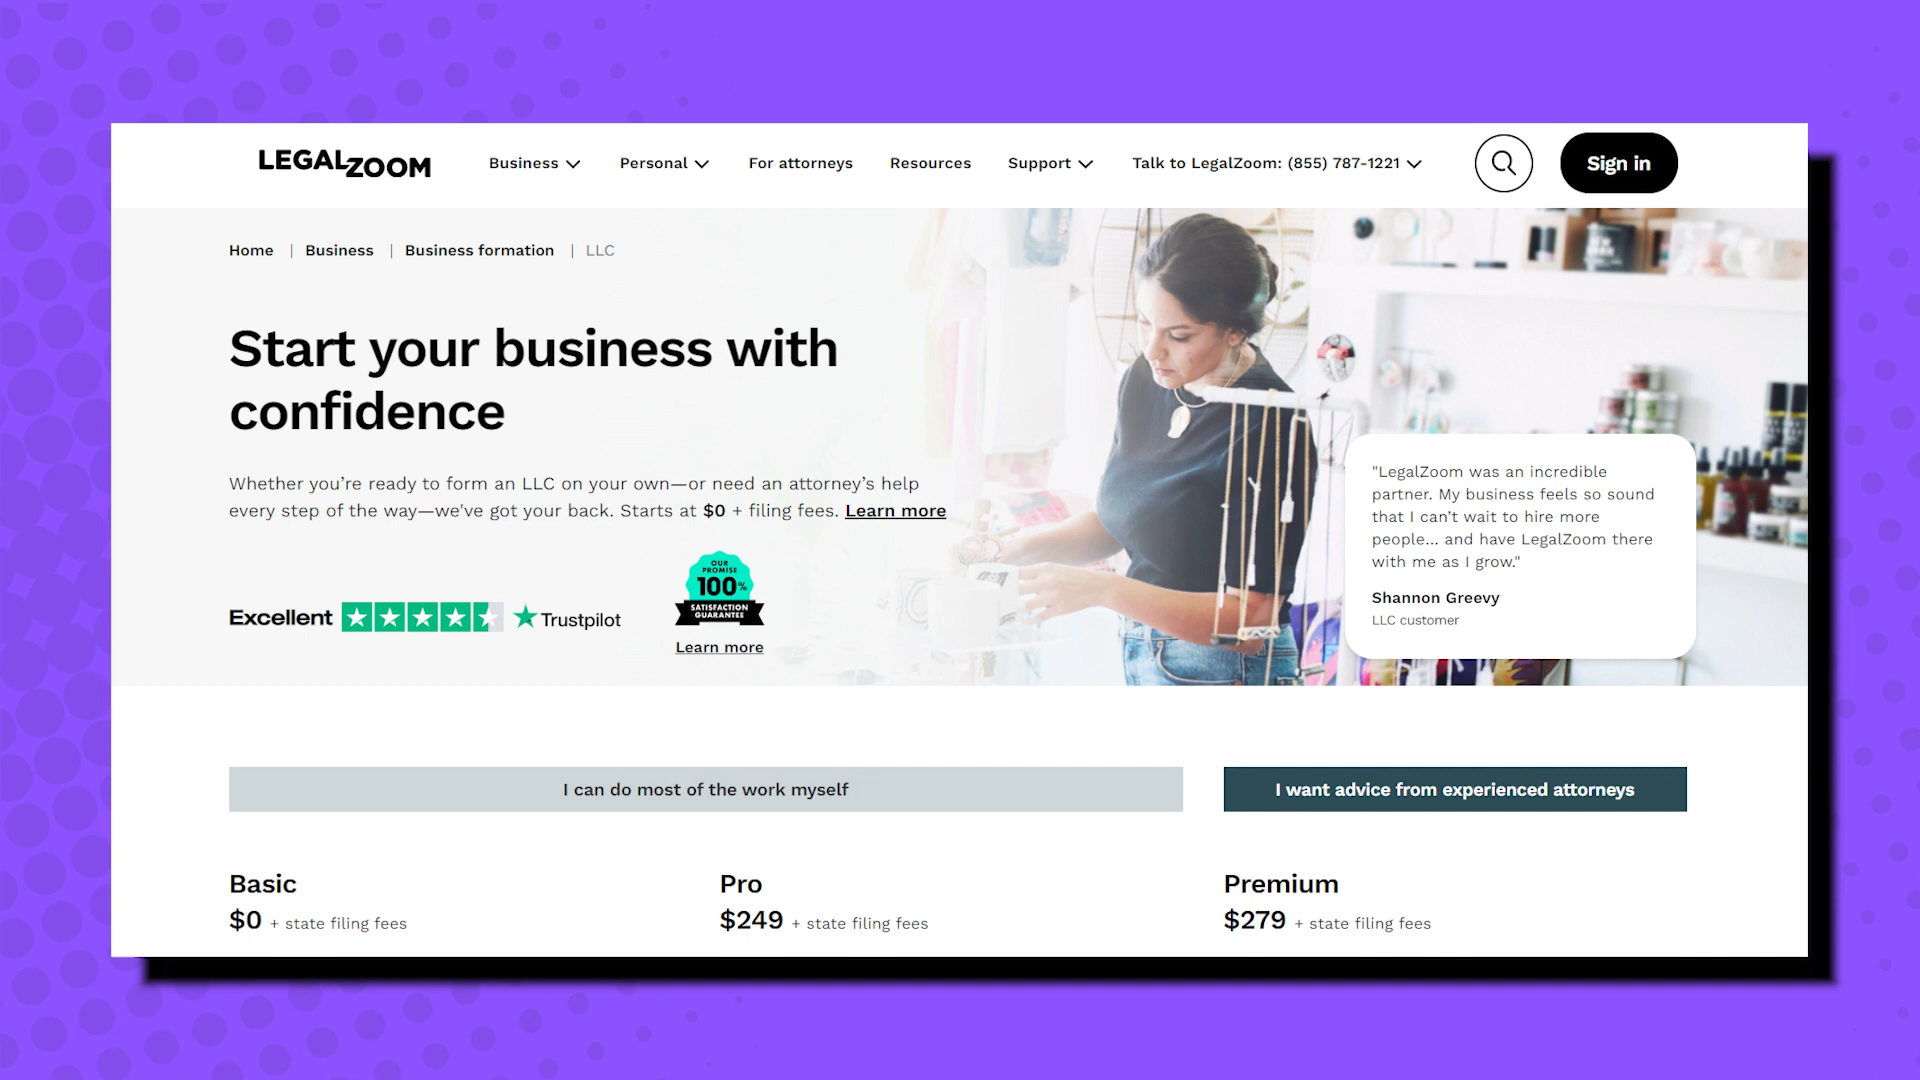 LEGALZOOM
Business
Personal
For attorneys
Resources
Support
Talk to LegalZoom: (855) 787-1221
Sign in
Home | Business | Business formation | LLC
Start your business with
confidence
Whether you’re ready to form an LLC on your own—or need an attorney’s help
every step of the way—we've got your back. Starts at $0 + filing fees. Learn more
Excellent
Trustpilot
OUR
PROMISE
100%
SATISFACTION
GUARANTEE
Learn more
"LegalZoom was an incredible
partner. My business feels so sound
that I can’t wait to hire more
people... and have LegalZoom there
with me as I grow."
Shannon Greevy
LLC customer
I can do most of the work myself
I want advice from experienced attorneys
Basic
$0 + state filing fees
Pro
$249 + state filing fees
Premium
$279 + state filing fees